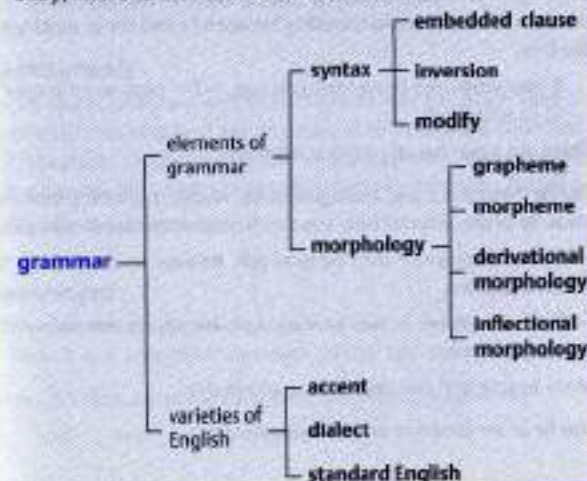 embedded clause
syntax
inversion
modify
elements of
grammar
grapheme
morpheme
morphology
derivational
morphology
inflectional
morphology
grammar
accent
varieties of
English
dialect
standard English